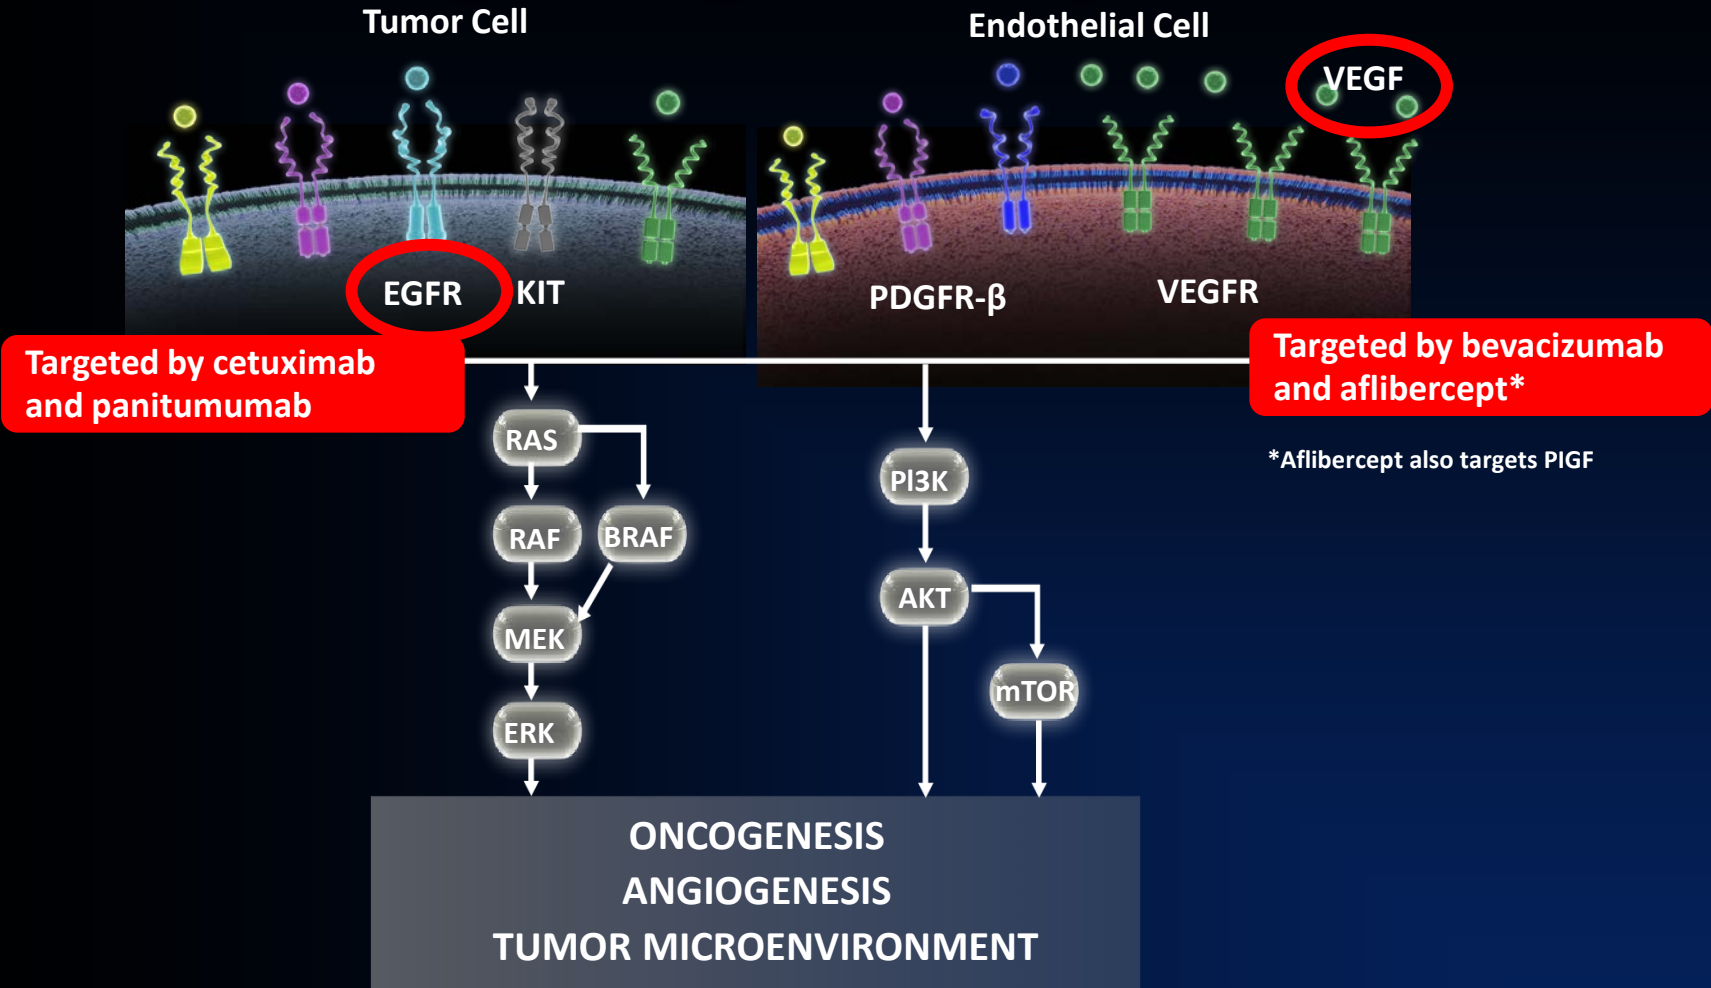 Tumor Cell
Endothelial Cell
VEGF
EGFR
KIT
PDGFR-β
VEGFR
Targeted by cetuximab
and panitumumab
Targeted by bevacizumab
and aflibercept*
*Aflibercept also targets PIGF
RAS
RAF
BRAF
MEK
ERK
PI3K
AKT
mTOR
ONCOGENESIS
ANGIOGENESIS
TUMOR MICROENVIRONMENT